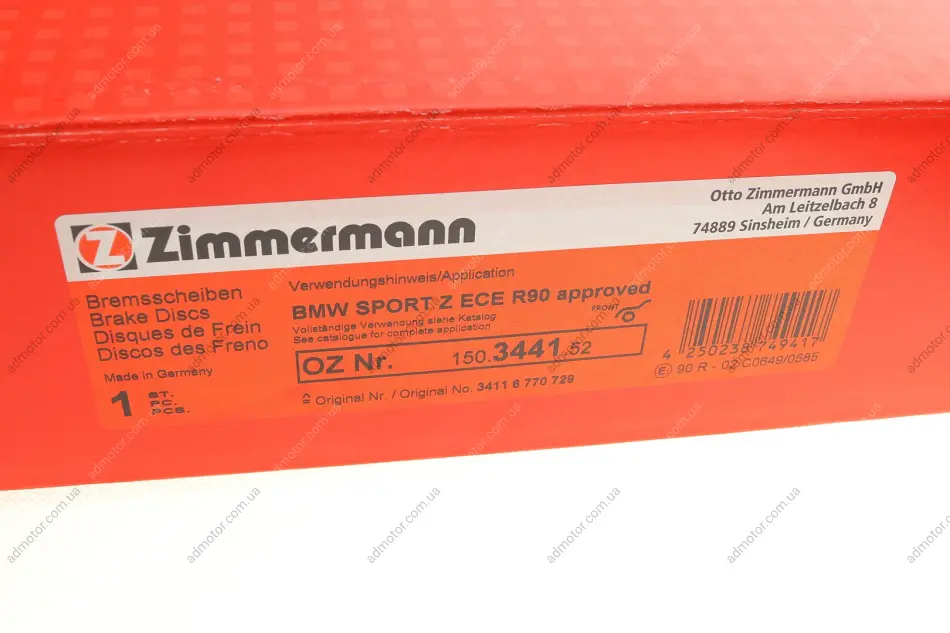 Zimmermann
Otto Zimmermann GmbH
Am Leitzelbach 8
74889 Sinsheim / Germany
Bremsscheiben
Brake Discs
Disques de Frein
Discos des Freno
Made in Germany
1 ST.
PC.
PCS.
Verwendungshinweis/Application
BMW SPORT Z ECE R90 approved
Vollständige Verwendung siehe Katalog
See catalogue for complete application
FRONT
OZ Nr. 150.3441.52
≙ Original Nr. / Original No. 3411 6 770 729
4 250238 749417
E 90 R - 02 C0649/0585
admotor.com.ua